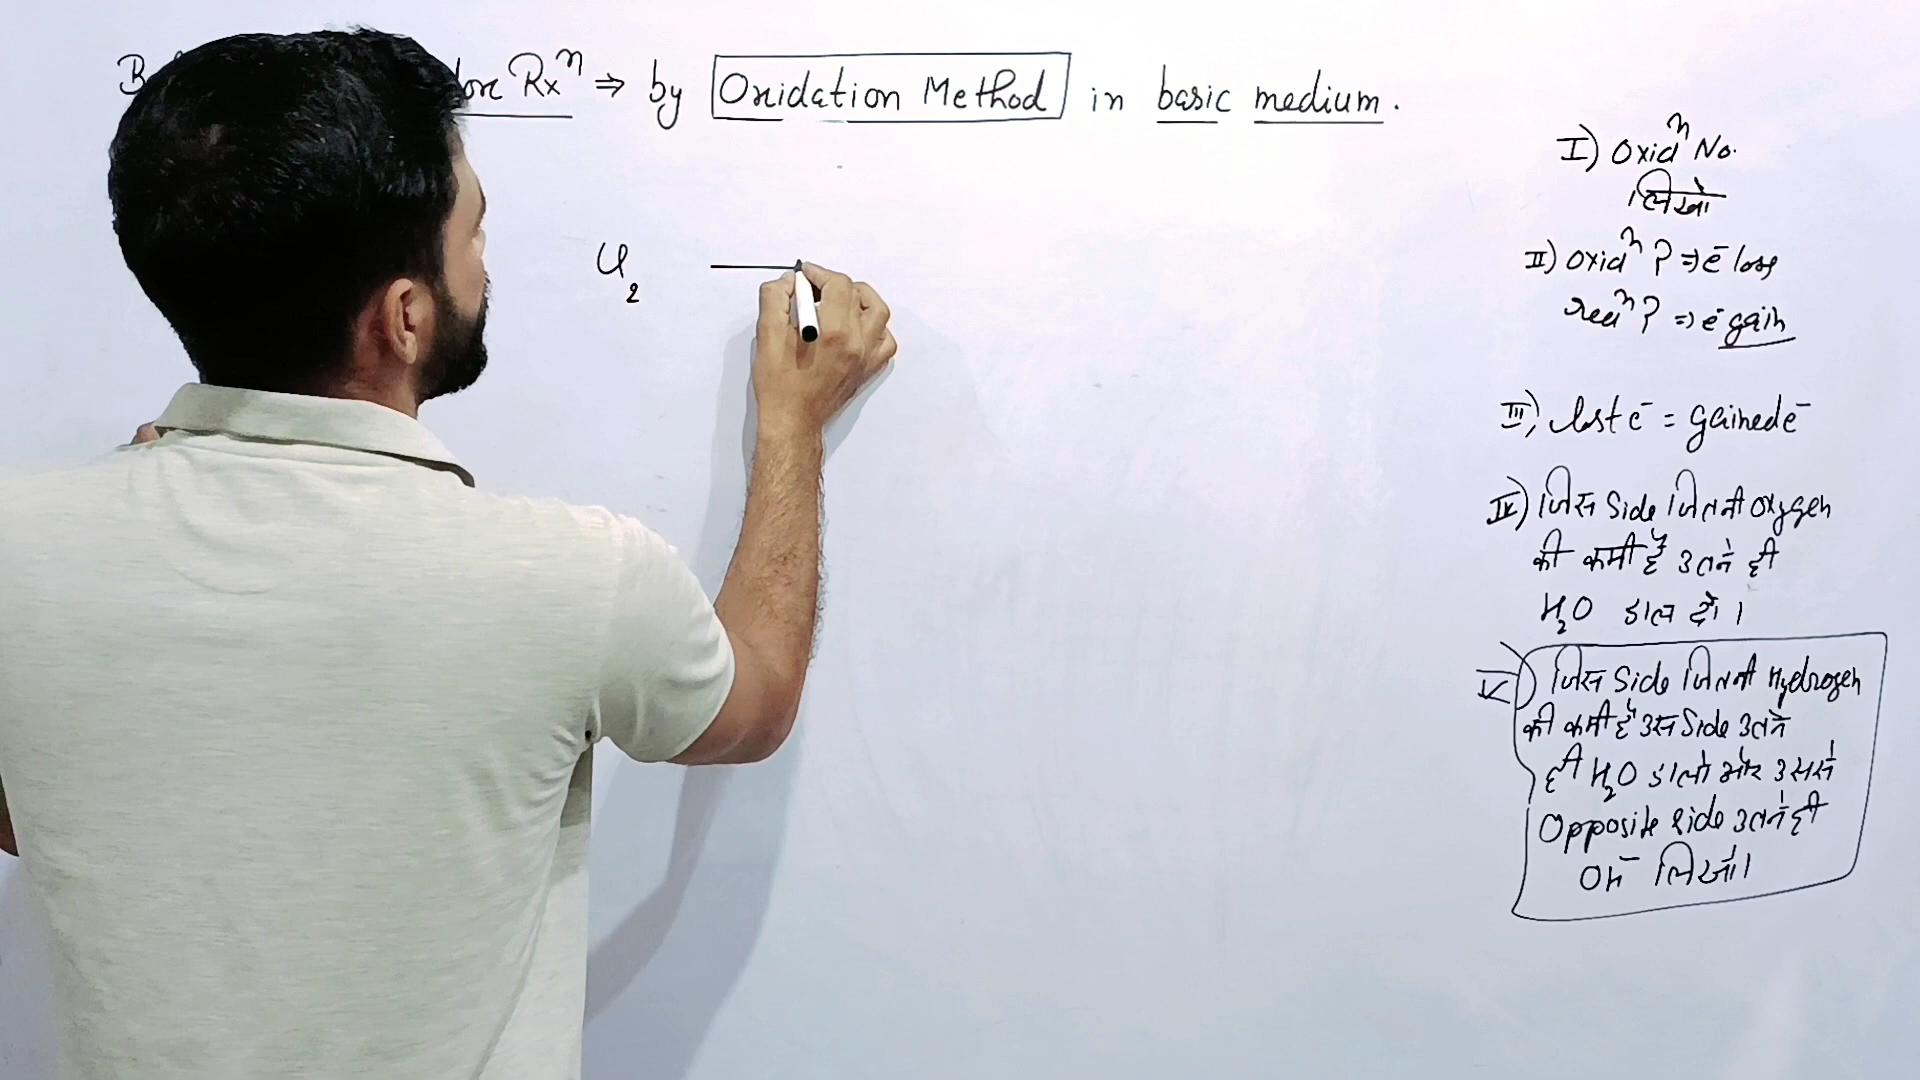 Rxⁿ ⇒ by Oxidation Method in basic medium.
Cl₂
I) Oxidⁿ No.
लिखो
II) Oxidⁿ ? ⇒ e⁻ loss
redⁿ ? ⇒ e⁻ gain
III) lost e⁻ = gained e⁻
IV) जिस Side जितनी oxygen
की कमी है उतने ही
H₂O डाल दो।
V) जिस Side जितनी Hydrogen
की कमी है उस Side उतने
ही H₂O डालो और उससे
Opposite side उतने ही
OH⁻ लिखो।